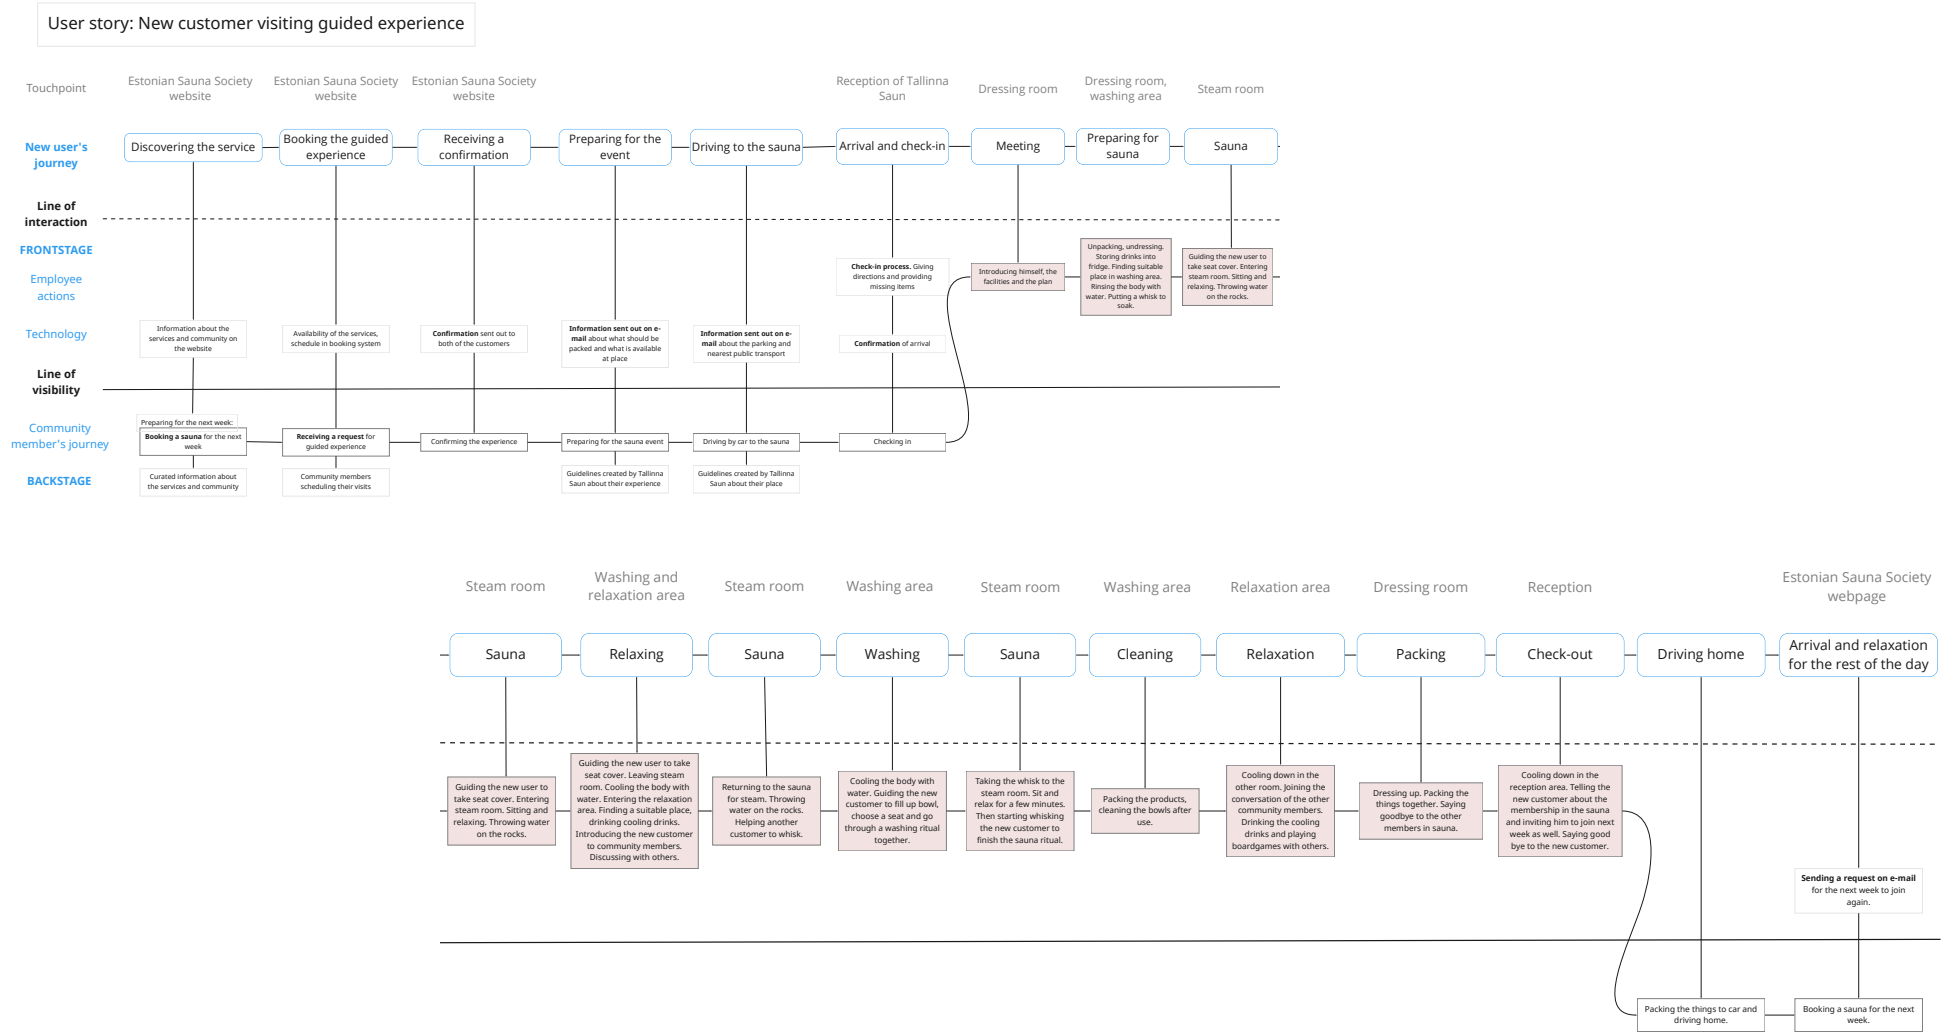 User story: New customer visiting guided experience
Touchpoint
Estonian Sauna Society
website
Estonian Sauna Society
website
Estonian Sauna Society
website
Reception of Tallinna
Saun
Dressing room
Dressing room,
washing area
Steam room
New user's
journey
Discovering the service
Booking the guided
experience
Receiving a
confirmation
Preparing for the
event
Driving to the sauna
Arrival and check-in
Meeting
Preparing for
sauna
Sauna
Line of
interaction
FRONTSTAGE
Employee
actions
Check-in process. Giving
directions and providing
missing items
Introducing himself, the
facilities and the plan
Unpacking, undressing.
Storing drinks into
fridge. Finding suitable
place in washing area.
Rinsing the body with
water. Putting a whisk to
soak.
Guiding the new user to
take seat cover. Entering
steam room. Sitting and
relaxing. Throwing water
on the rocks.
Technology
Information about the
services and community on
the website
Availability of the services,
schedule in booking system
Confirmation sent out to
both of the customers
Information sent out on e-
mail about what should be
packed and what is available
at place
Information sent out on e-
mail about the parking and
nearest public transport
Confirmation of arrival
Line of
visibility
Community
member's journey
Preparing for the next week:
Booking a sauna for the next
week
Receiving a request for
guided experience
Confirming the experience
Preparing for the sauna event
Driving by car to the sauna
Checking in
BACKSTAGE
Curated information about
the services and community
Community members
scheduling their visits
Guidelines created by Tallinna
Saun about their experience
Guidelines created by Tallinna
Saun about their place
Steam room
Washing and
relaxation area
Steam room
Washing area
Steam room
Washing area
Relaxation area
Dressing room
Reception
Estonian Sauna Society
webpage
Sauna
Relaxing
Sauna
Washing
Sauna
Cleaning
Relaxation
Packing
Check-out
Driving home
Arrival and relaxation
for the rest of the day
Guiding the new user to
take seat cover. Entering
steam room. Sitting and
relaxing. Throwing water
on the rocks.
Guiding the new user to take
seat cover. Leaving steam
room. Cooling the body with
water. Entering the relaxation
area. Finding a suitable place,
drinking cooling drinks.
Introducing the new customer
to community members.
Discussing with others.
Returning to the sauna
for steam. Throwing
water on the rocks.
Helping another
customer to whisk.
Cooling the body with
water. Guiding the new
customer to fill up bowl,
choose a seat and go
through a washing ritual
together.
Taking the whisk to the
steam room. Sit and
relax for a few minutes.
Then starting whisking
the new customer to
finish the sauna ritual.
Packing the products,
cleaning the bowls after
use.
Cooling down in the
other room. Joining the
conversation of the other
community members.
Drinking the cooling
drinks and playing
boardgames with others.
Dressing up. Packing the
things together. Saying
goodbye to the other
members in sauna.
Cooling down in the
reception area. Telling the
new customer about the
membership in the sauna
and inviting him to join next
week as well. Saying good
bye to the new customer.
Sending a request on e-mail
for the next week to join
again.
Packing the things to car and
driving home.
Booking a sauna for the next
week.